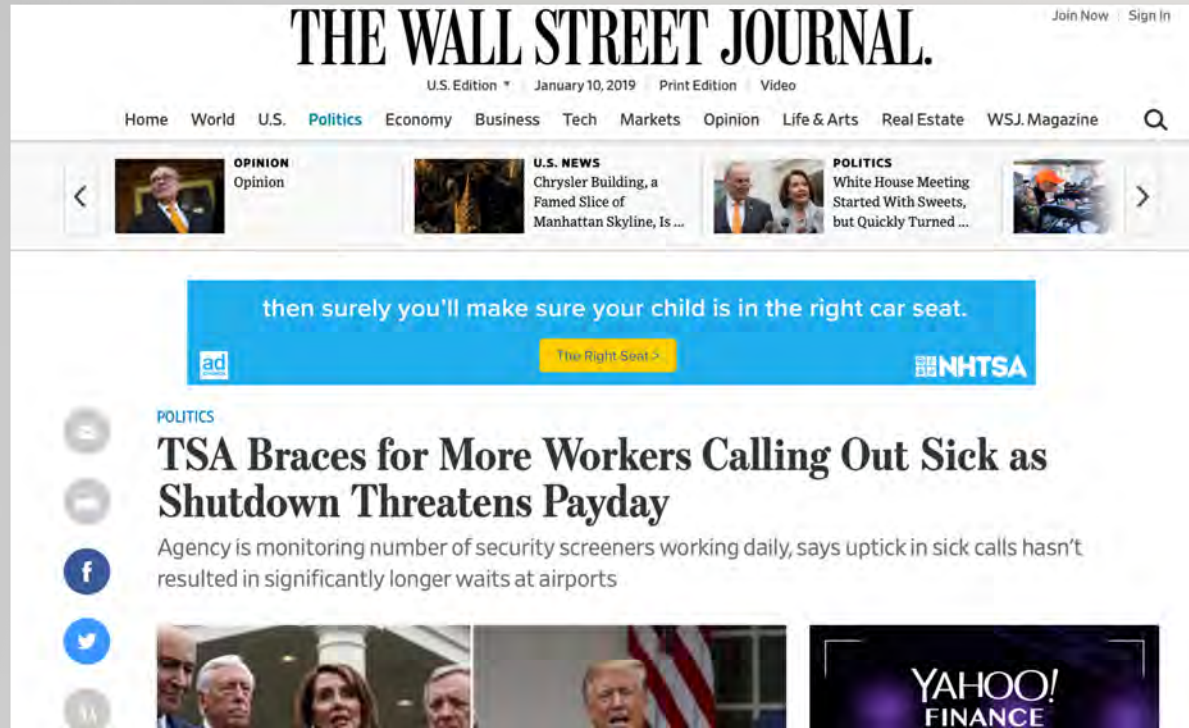 THE WALL STREET JOURNAL.
Join Now Sign In
U.S. Edition January 10, 2019 Print Edition Video
Home World U.S. Politics Economy Business Tech Markets Opinion Life & Arts Real Estate WSJ. Magazine
OPINION
Opinion
U.S. NEWS
Chrysler Building, a
Famed Slice of
Manhattan Skyline, Is ...
POLITICS
White House Meeting
Started With Sweets,
but Quickly Turned ...
then surely you'll make sure your child is in the right car seat.
The Right Seat >
ad
NHTSA
POLITICS
TSA Braces for More Workers Calling Out Sick as
Shutdown Threatens Payday
Agency is monitoring number of security screeners working daily, says uptick in sick calls hasn't
resulted in significantly longer waits at airports
f
YAHOO!
FINANCE